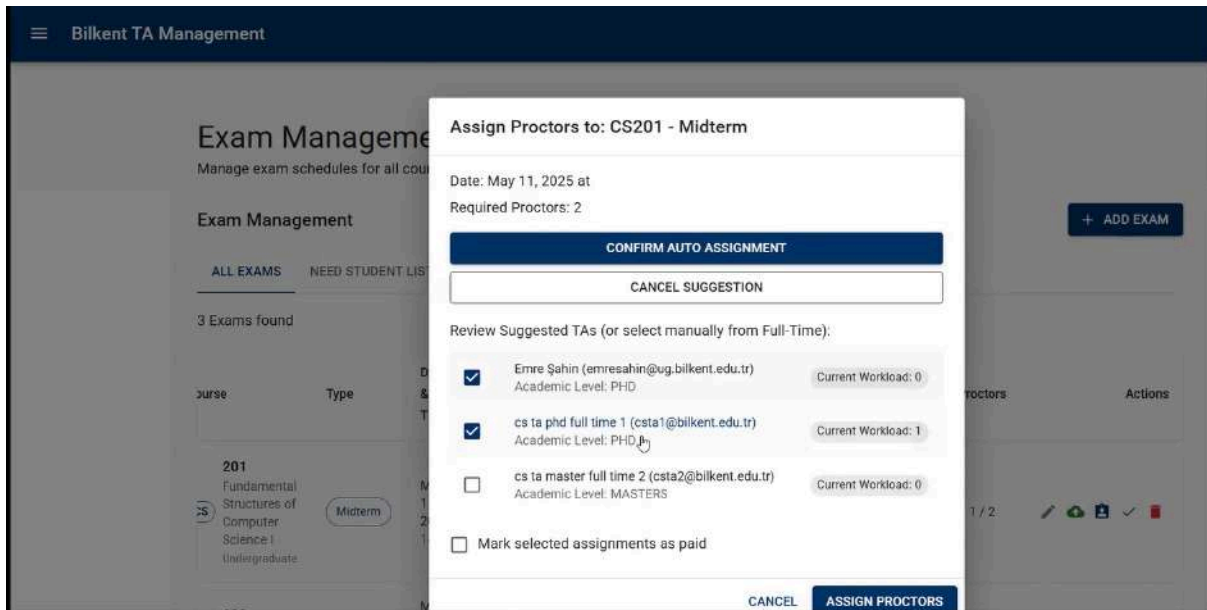 Bilkent TA Management
Exam Manageme
Manage exam schedules for all cour
Exam Management
+ ADD EXAM
ALL EXAMS NEED STUDENT LIST
3 Exams found
ourse Type D & T roctors Actions
201
Fundamental
Structures of
Computer
Science I
Undergraduate
CS
Midterm
1 / 2
Assign Proctors to: CS201 - Midterm
Date: May 11, 2025 at
Required Proctors: 2
CONFIRM AUTO ASSIGNMENT
CANCEL SUGGESTION
Review Suggested TAs (or select manually from Full-Time):
Emre Şahin (emresahin@ug.bilkent.edu.tr)
Academic Level: PHD
Current Workload: 0
cs ta phd full time 1 (csta1@bilkent.edu.tr)
Academic Level: PHD
Current Workload: 1
cs ta master full time 2 (csta2@bilkent.edu.tr)
Academic Level: MASTERS
Current Workload: 0
Mark selected assignments as paid
CANCEL
ASSIGN PROCTORS